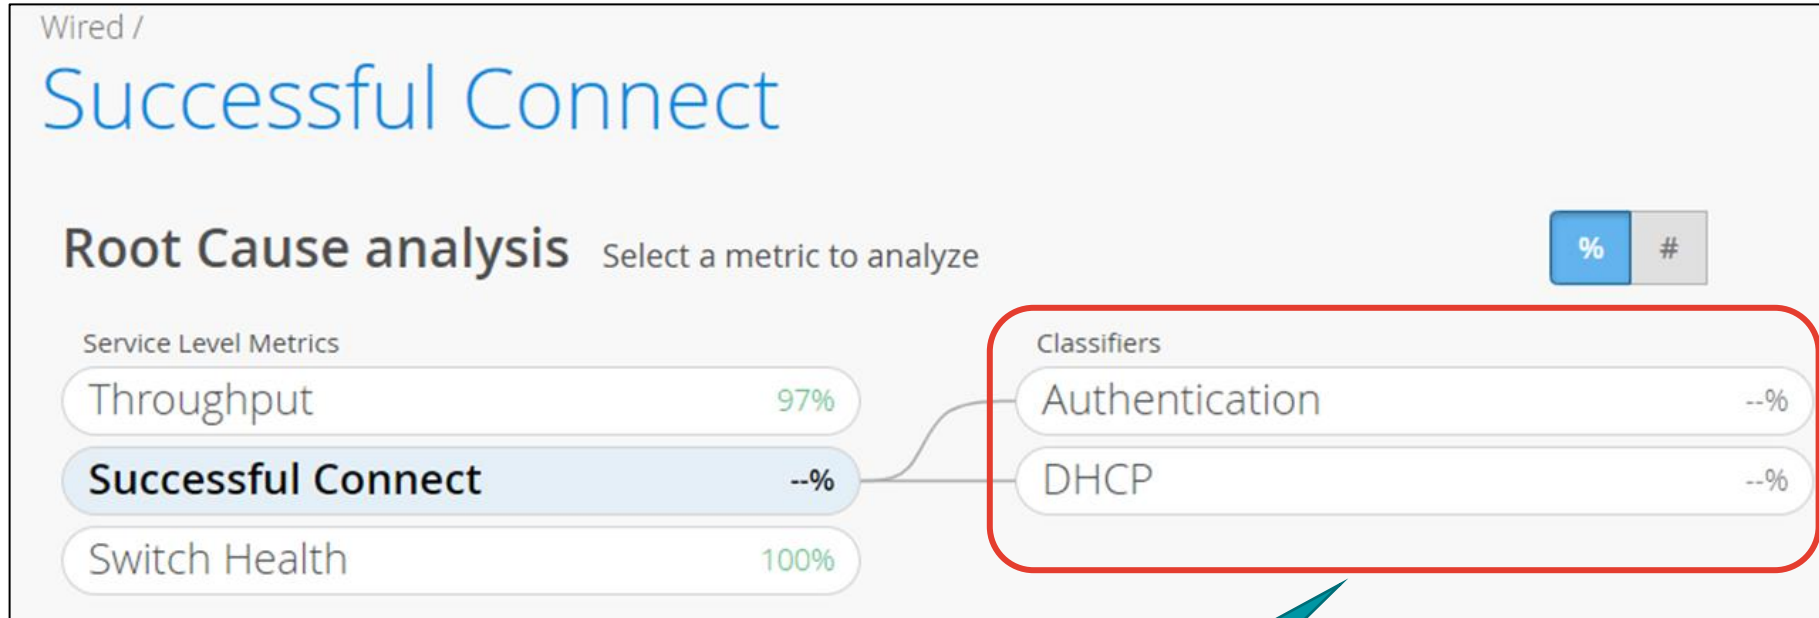 Wired /
Successful Connect
Root Cause analysis Select a metric to analyze
% #
Service Level Metrics
Throughput 97%
Successful Connect --%
Switch Health 100%
Classifiers
Authentication --%
DHCP --%